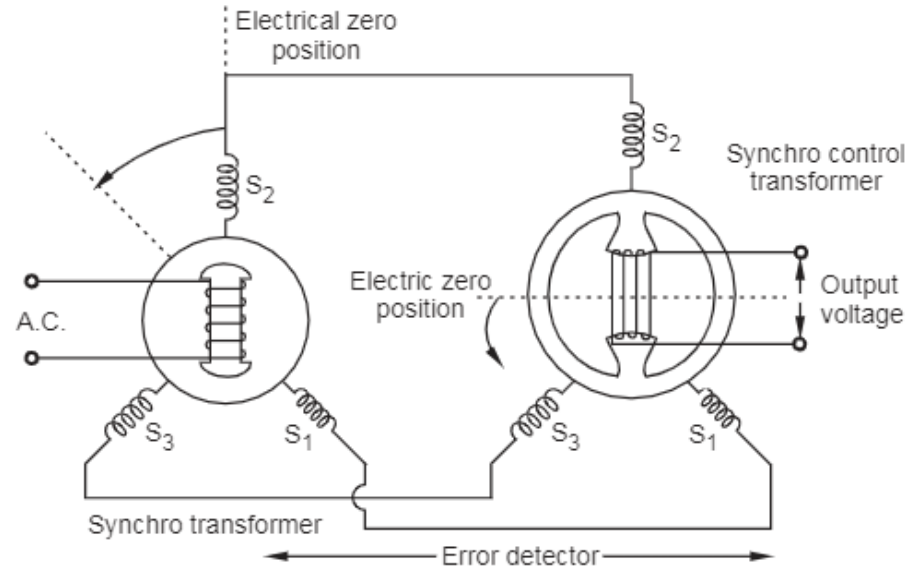 Electrical zero
position
S2
S2
Synchro control
transformer
A.C.
Electric zero
position
Output
voltage
S3
S1
S3
S1
Synchro transformer
Error detector